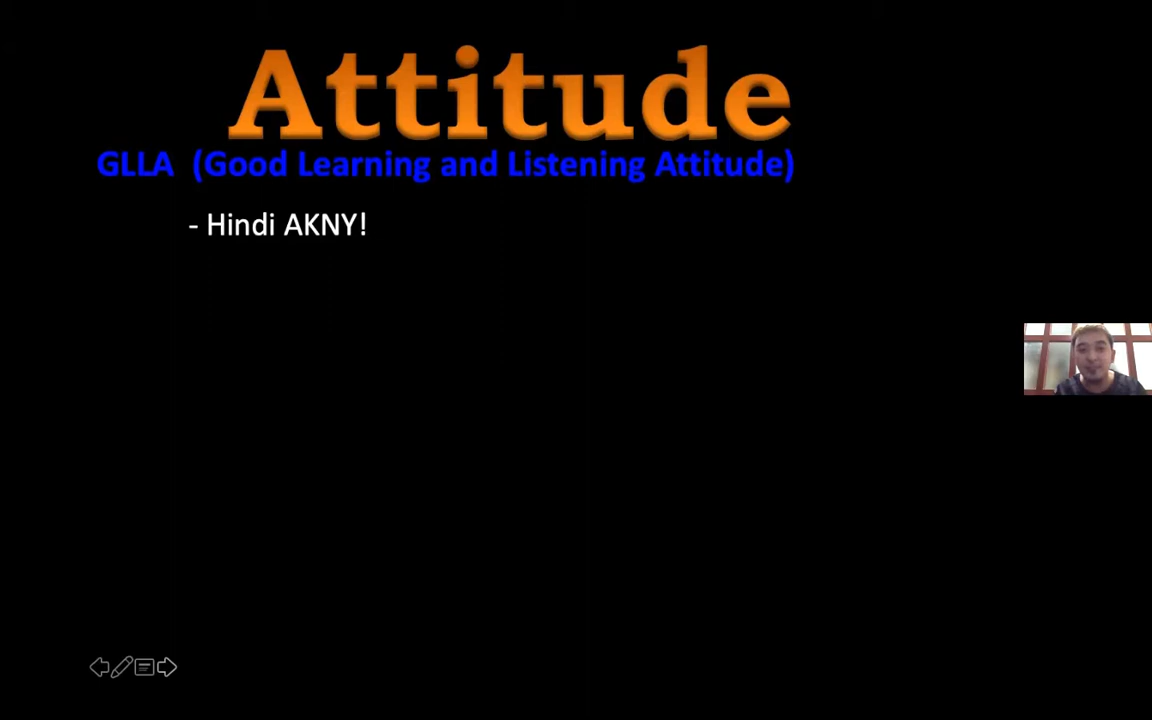 Attitude
GLLA (Good Learning and Listening Attitude)
- Hindi AKNY!